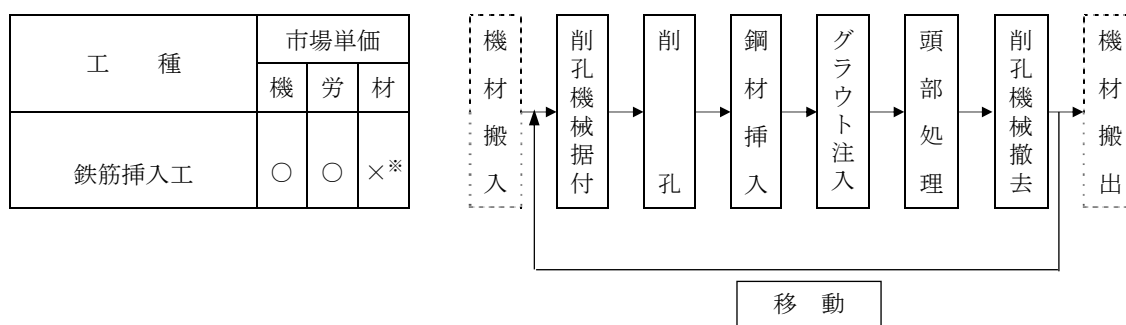 工 種
市場単価
機 労 材
鉄筋挿入工 ○ ○ ×※
機材搬入
削孔機械据付
削孔
鋼材挿入
グラウト注入
頭部処理
削孔機械撤去
機材搬出
移 動